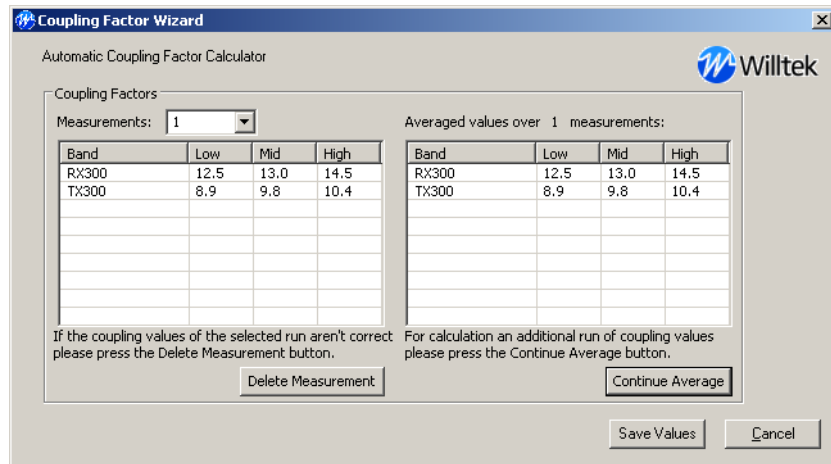 Coupling Factor Wizard
Automatic Coupling Factor Calculator
Willtek
Coupling Factors
Measurements: 1
Averaged values over 1 measurements:
Band Low Mid High
RX300 12.5 13.0 14.5
TX300 8.9 9.8 10.4
Band Low Mid High
RX300 12.5 13.0 14.5
TX300 8.9 9.8 10.4
If the coupling values of the selected run aren't correct
please press the Delete Measurement button.
For calculation an additional run of coupling values
please press the Continue Average button.
Delete Measurement
Continue Average
Save Values
Cancel